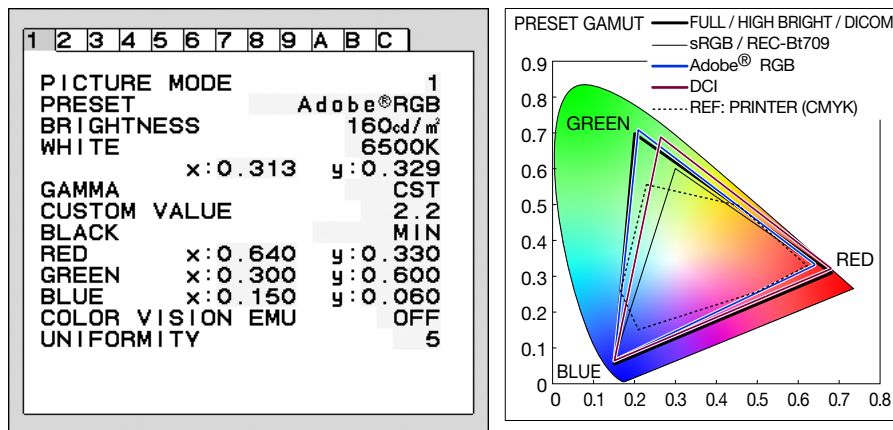 1 2 3 4 5 6 7 8 9 A B C
PICTURE MODE 1
PRESET Adobe®RGB
BRIGHTNESS 160cd/㎡
WHITE 6500K
x:0.313 y:0.329
GAMMA CST
CUSTOM VALUE 2.2
BLACK MIN
RED x:0.640 y:0.330
GREEN x:0.300 y:0.600
BLUE x:0.150 y:0.060
COLOR VISION EMU OFF
UNIFORMITY 5
PRESET GAMUT
FULL / HIGH BRIGHT / DICOM
sRGB / REC-Bt709
Adobe® RGB
DCI
REF: PRINTER (CMYK)
0.9
0.8
0.7
0.6
0.5
0.4
0.3
0.2
0.1
0
GREEN
RED
BLUE
0 0.1 0.2 0.3 0.4 0.5 0.6 0.7 0.8